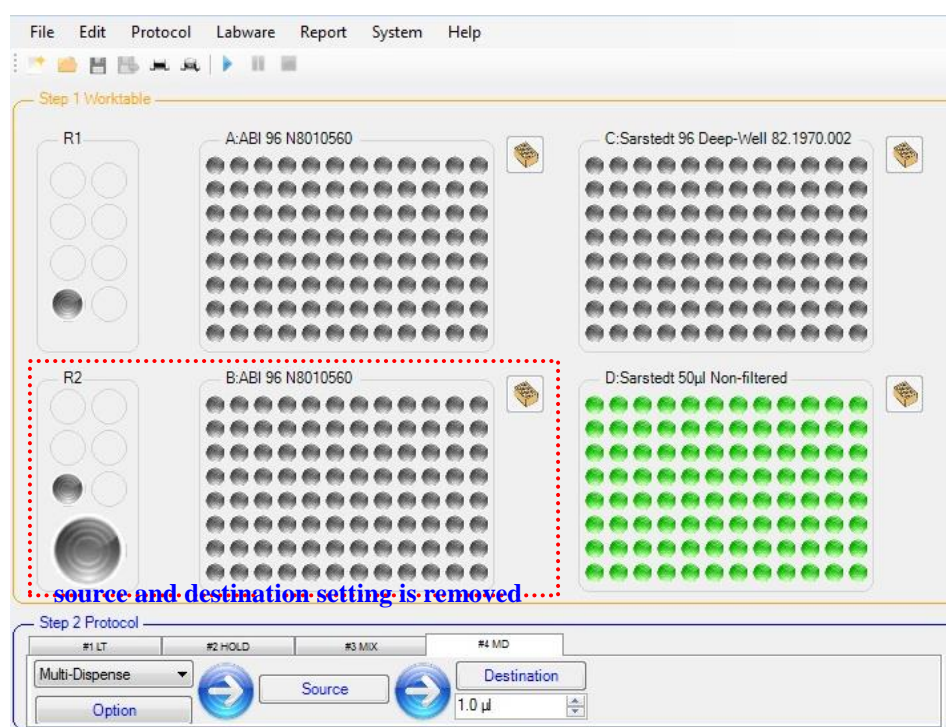 File Edit Protocol Labware Report System Help
Step 1 Worktable
R1 A:ABI 96 N8010560 C:Sarstedt 96 Deep-Well 82.1970.002
R2 B:ABI 96 N8010560 D:Sarstedt 50µl Non-filtered
source and destination setting is removed
Step 2 Protocol
#1 LT #2 HOLD #3 MIX #4 MD
Multi-Dispense Source Destination
Option 1.0 µl